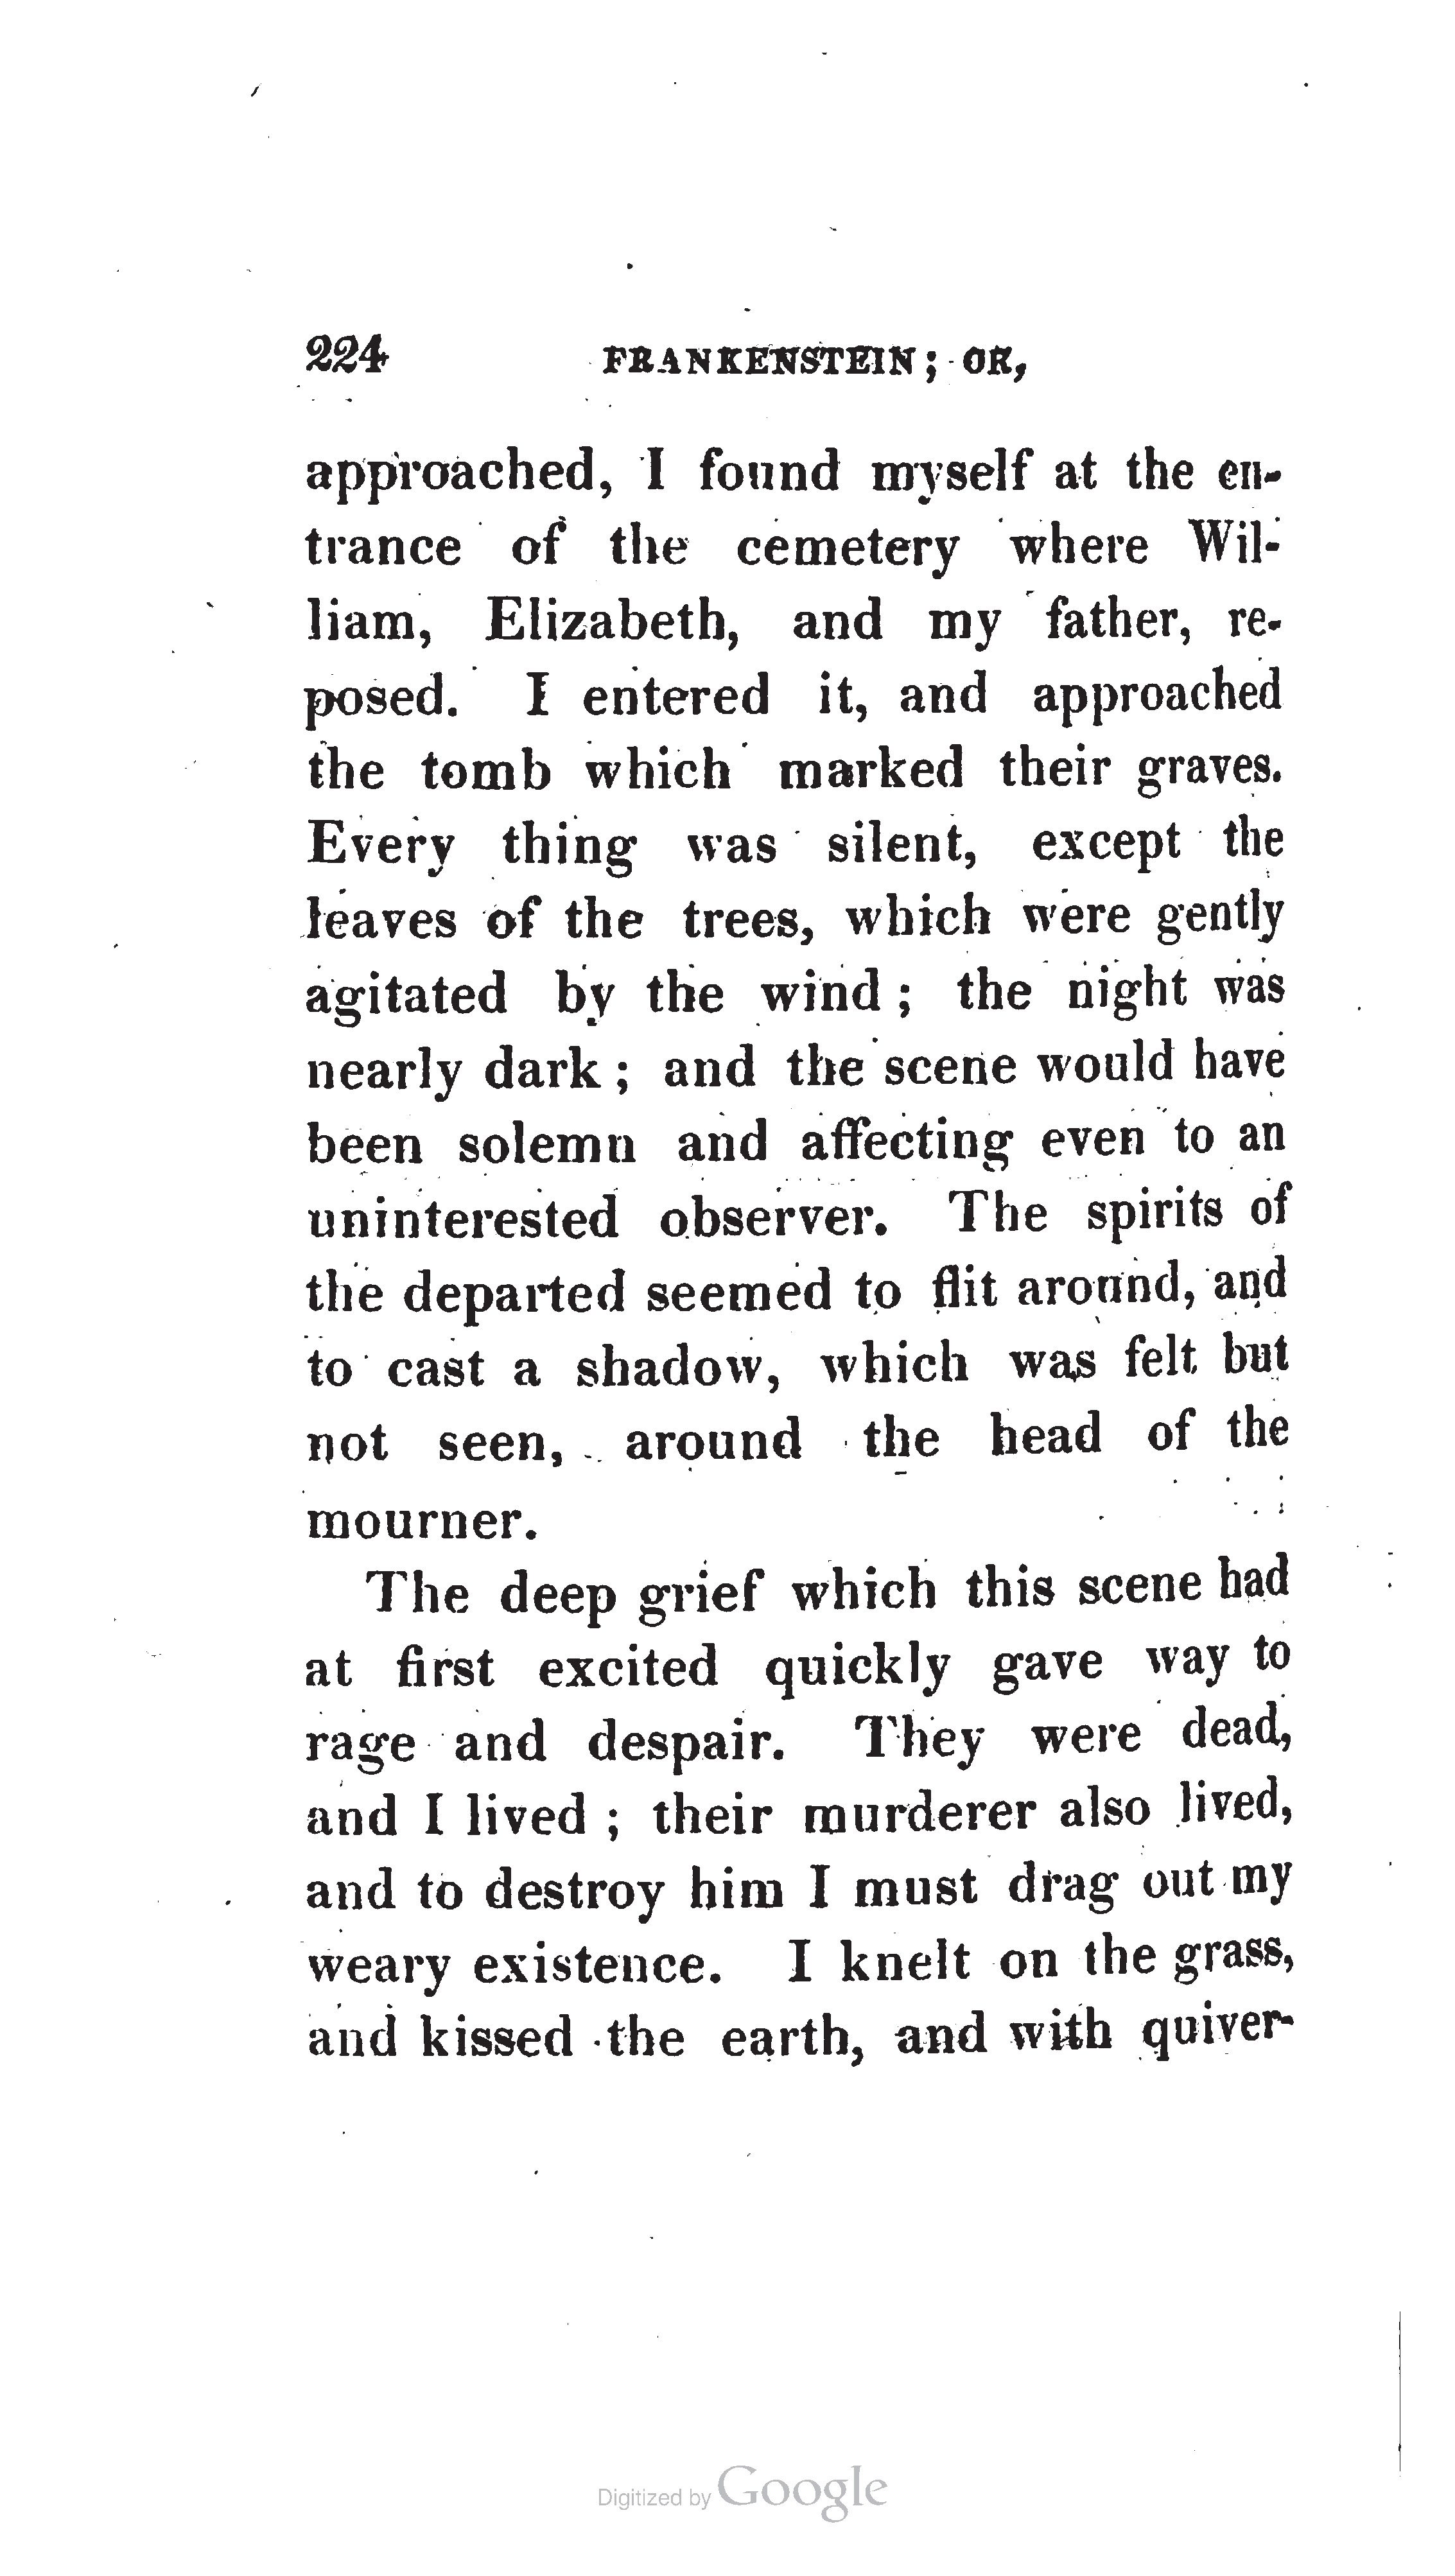 224 FRANKENSTEIN; OR,
approached, I found myself at the en-
trance of the cemetery where Wil-
liam, Elizabeth, and my father, re-
posed. I entered it, and approached
the tomb which marked their graves.
Every thing was silent, except the
leaves of the trees, which were gently
agitated by the wind; the night was
nearly dark; and the scene would have
been solemn and affecting even to an
uninterested observer. The spirits of
the departed seemed to flit around, and
to cast a shadow, which was felt but
not seen, around the head of the
mourner.
The deep grief which this scene had
at first excited quickly gave way to
rage and despair. They were dead,
and I lived; their murderer also lived,
and to destroy him I must drag out my
weary existence. I knelt on the grass,
and kissed the earth, and with quiver-
Digitized by Google